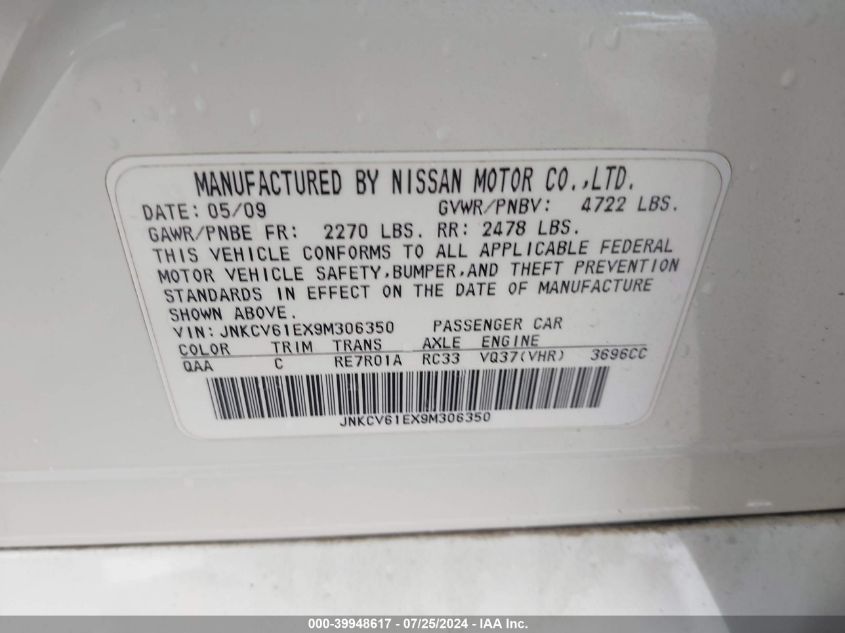 MANUFACTURED BY NISSAN MOTOR CO.,LTD.
DATE: 05/09 GVWR/PNBV: 4722 LBS.
GAWR/PNBE FR: 2270 LBS. RR: 2478 LBS.
THIS VEHICLE CONFORMS TO ALL APPLICABLE FEDERAL
MOTOR VEHICLE SAFETY,BUMPER,AND THEFT PREVENTION
STANDARDS IN EFFECT ON THE DATE OF MANUFACTURE
SHOWN ABOVE.
VIN: JNKCV61EX9M306350 PASSENGER CAR
COLOR TRIM TRANS AXLE ENGINE
QAA C RE7R01A RC33 VQ37(VHR) 3696CC
JNKCV61EX9M306350
000-39948617 - 07/25/2024 - IAA Inc.